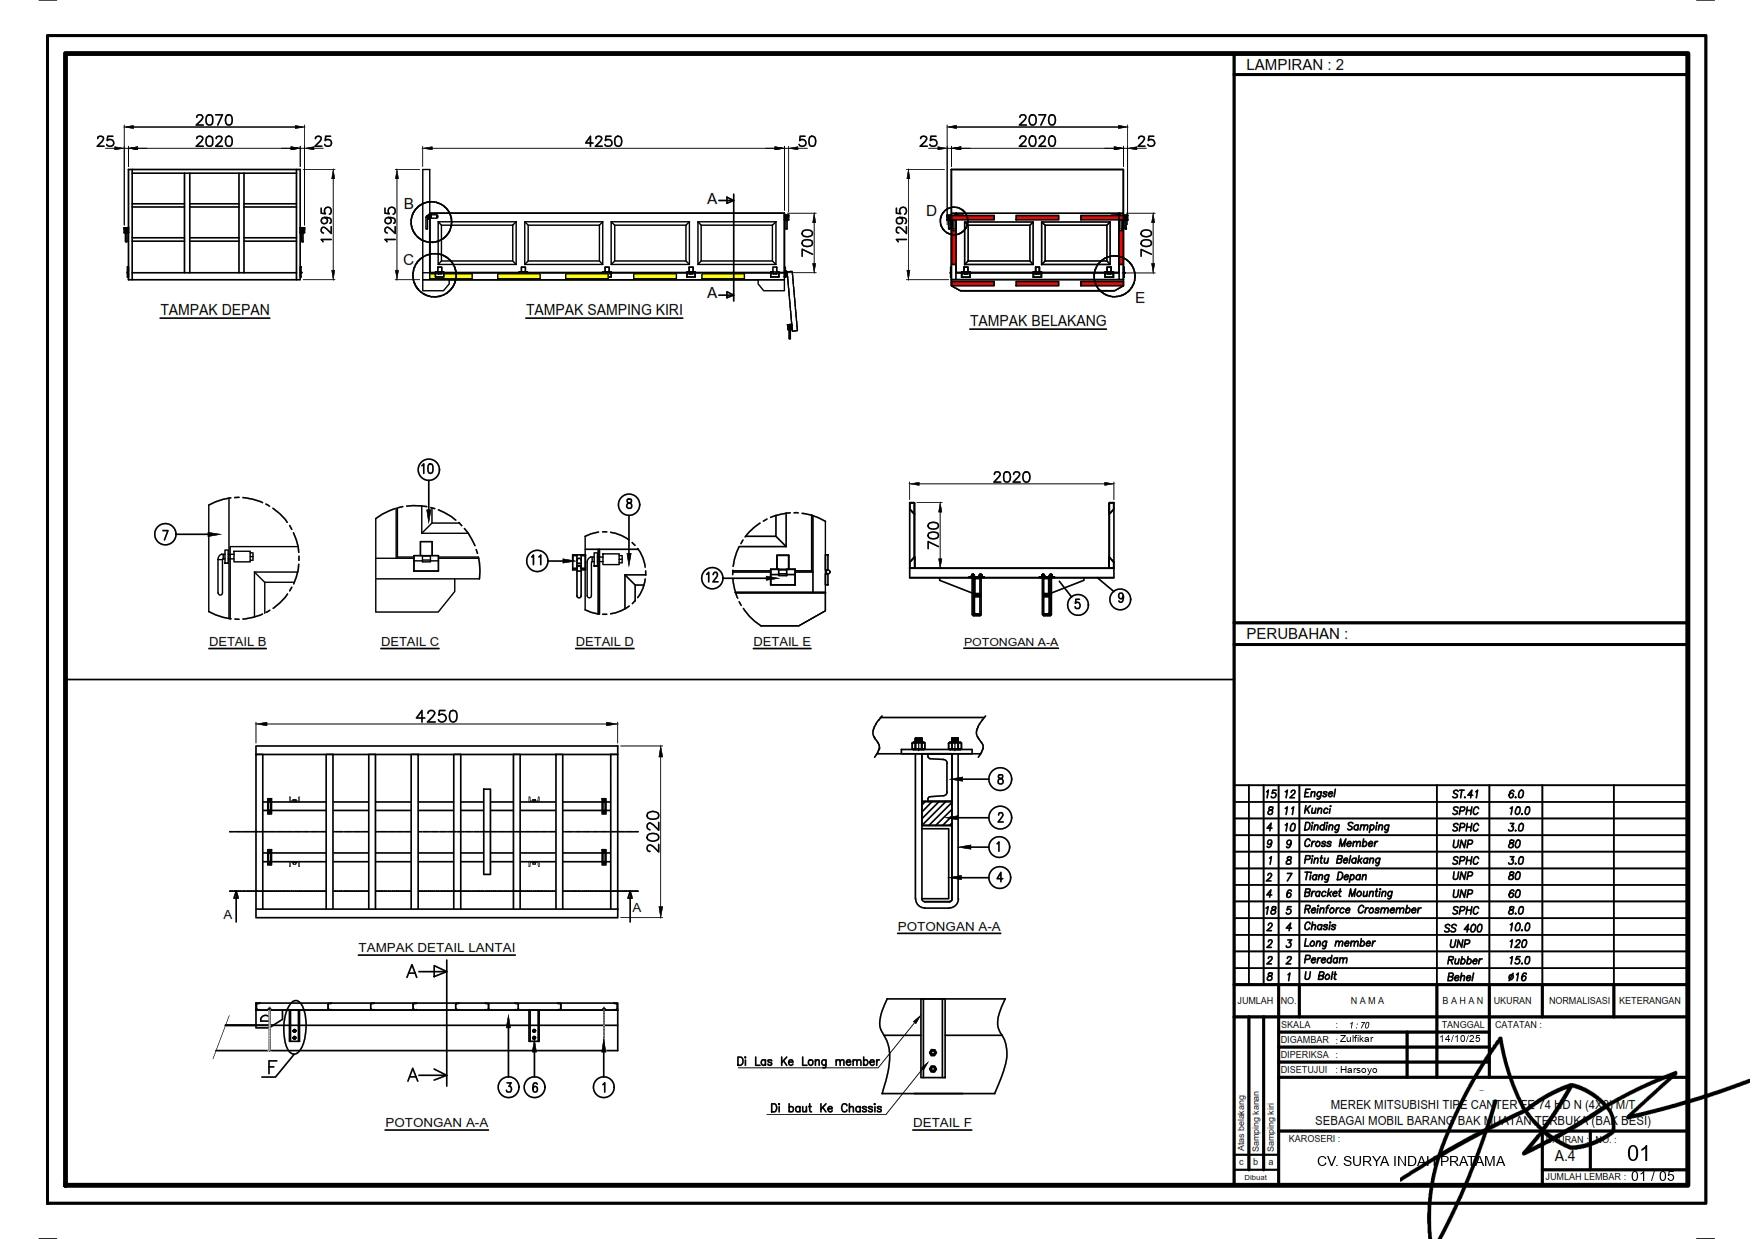 LAMPIRAN : 2
2070
25 2020 25
1295
TAMPAK DEPAN
4250 50
1295
B
C
A
A
700
TAMPAK SAMPING KIRI
2070
25 2020 25
1295
D
E
700
TAMPAK BELAKANG
7
DETAIL B
10
DETAIL C
8
11
DETAIL D
12
DETAIL E
2020
700
5
9
POTONGAN A-A
4250
2020
A
A
TAMPAK DETAIL LANTAI
8
2
1
4
POTONGAN A-A
A
A
F
3 6 1
POTONGAN A-A
Di Las Ke Long member
Di baut Ke Chassis
DETAIL F
PERUBAHAN :
15 12 Engsel ST.41 6.0
8 11 Kunci SPHC 10.0
4 10 Dinding Samping SPHC 3.0
9 9 Cross Member UNP 80
1 8 Pintu Belakang SPHC 3.0
2 7 Tiang Depan UNP 80
4 6 Bracket Mounting UNP 60
18 5 Reinforce Crosmember SPHC 8.0
2 4 Chasis SS 400 10.0
2 3 Long member UNP 120
2 2 Peredam Rubber 15.0
8 1 U Bolt Behel ø16
JUMLAH NO. N A M A B A H A N UKURAN NORMALISASI KETERANGAN
SKALA : 1 : 70 TANGGAL CATATAN :
DIGAMBAR : Zulfikar 14/10/25
DIPERIKSA :
DISETUJUI : Harsoyo
MEREK MITSUBISHI TIPE CANTER FE 74 HD N (4X2) M/T
SEBAGAI MOBIL BARANG BAK MUATAN TERBUKA (BAK BESI)
KAROSERI :
CV. SURYA INDAH PRATAMA
NO. :
A.4 01
JUMLAH LEMBAR : 01 / 05
Atas belakang
Samping kanan
Samping kiri
c b a
Dibuat